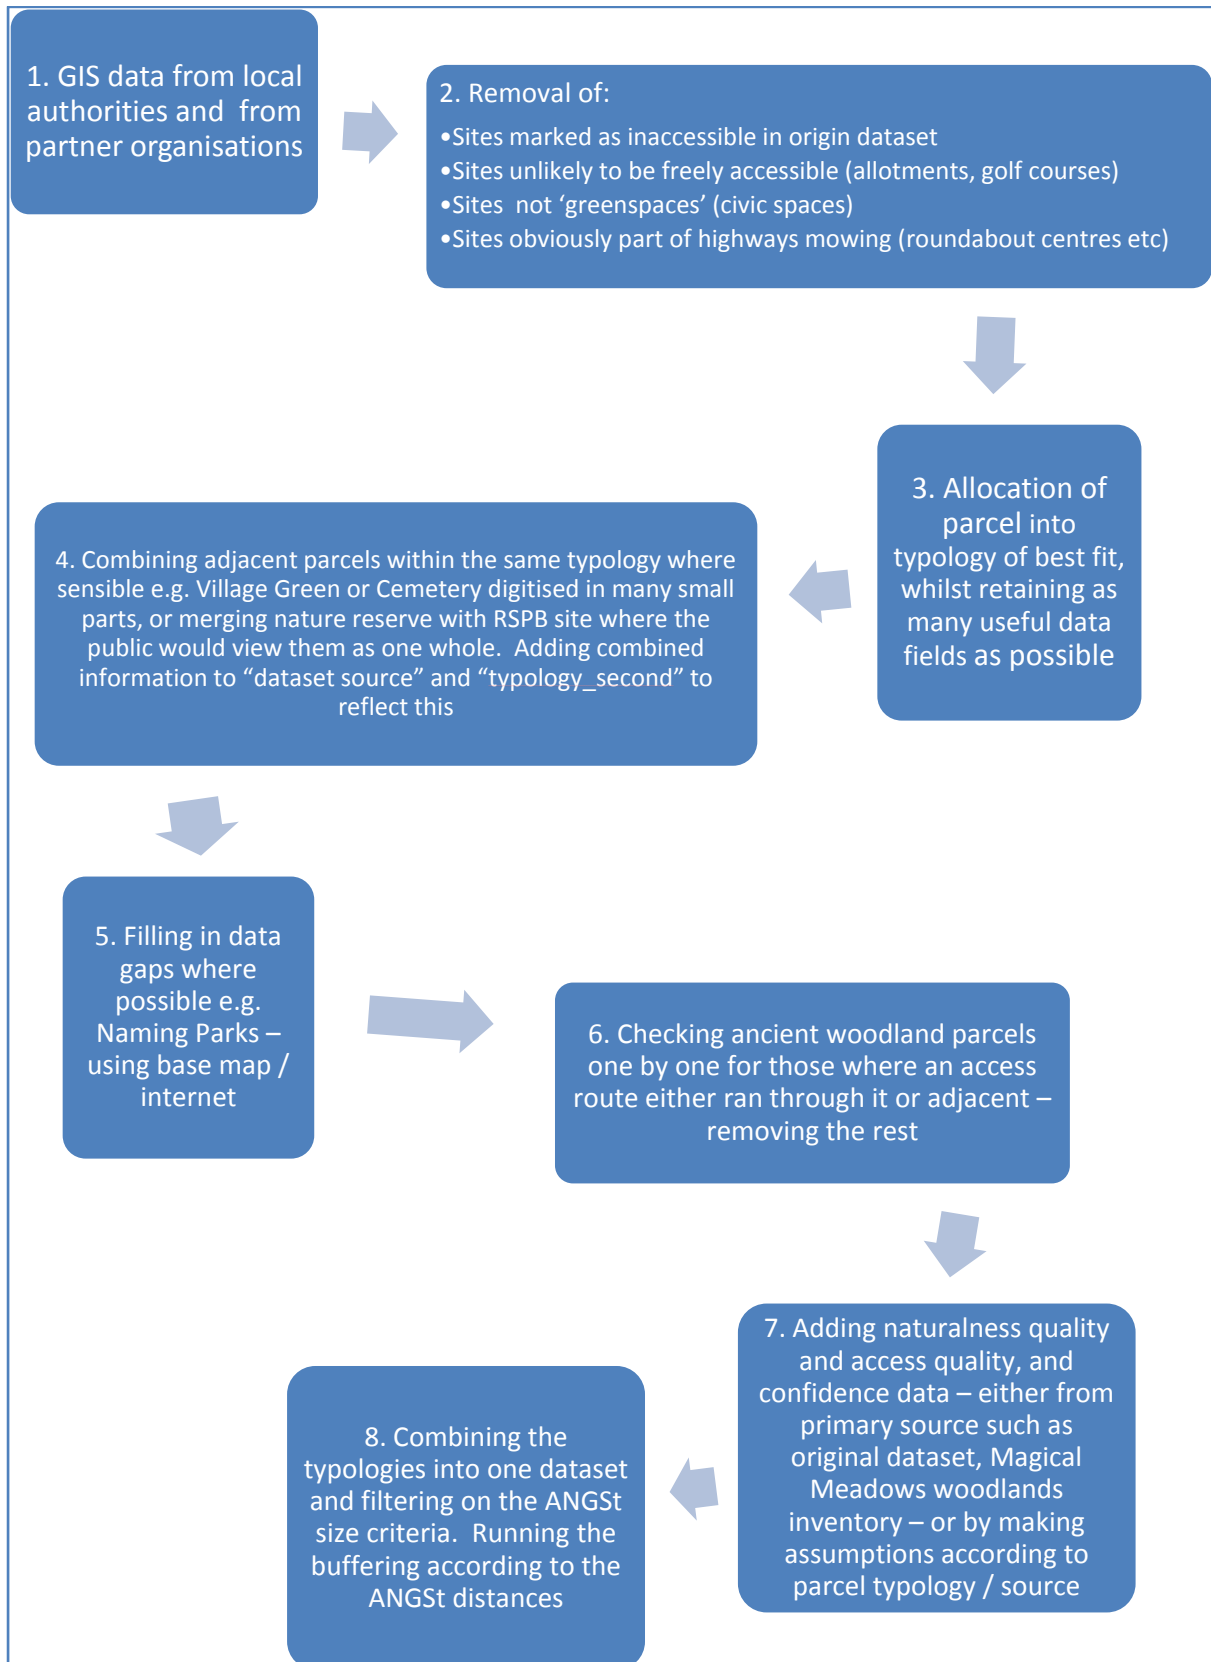 1. GIS data from local
authorities and from
partner organisations
2. Removal of:
•Sites marked as inaccessible in origin dataset
•Sites unlikely to be freely accessible (allotments, golf courses)
•Sites not ‘greenspaces’ (civic spaces)
•Sites obviously part of highways mowing (roundabout centres etc)
3. Allocation of
parcel into
typology of best fit,
whilst retaining as
many useful data
fields as possible
4. Combining adjacent parcels within the same typology where
sensible e.g. Village Green or Cemetery digitised in many small
parts, or merging nature reserve with RSPB site where the
public would view them as one whole. Adding combined
information to “dataset source” and “typology_second” to
reflect this
5. Filling in data
gaps where
possible e.g.
Naming Parks –
using base map /
internet
6. Checking ancient woodland parcels
one by one for those where an access
route either ran through it or adjacent –
removing the rest
7. Adding naturalness quality
and access quality, and
confidence data – either from
primary source such as
original dataset, Magical
Meadows woodlands
inventory – or by making
assumptions according to
parcel typology / source
8. Combining the
typologies into one dataset
and filtering on the ANGSt
size criteria. Running the
buffering according to the
ANGSt distances